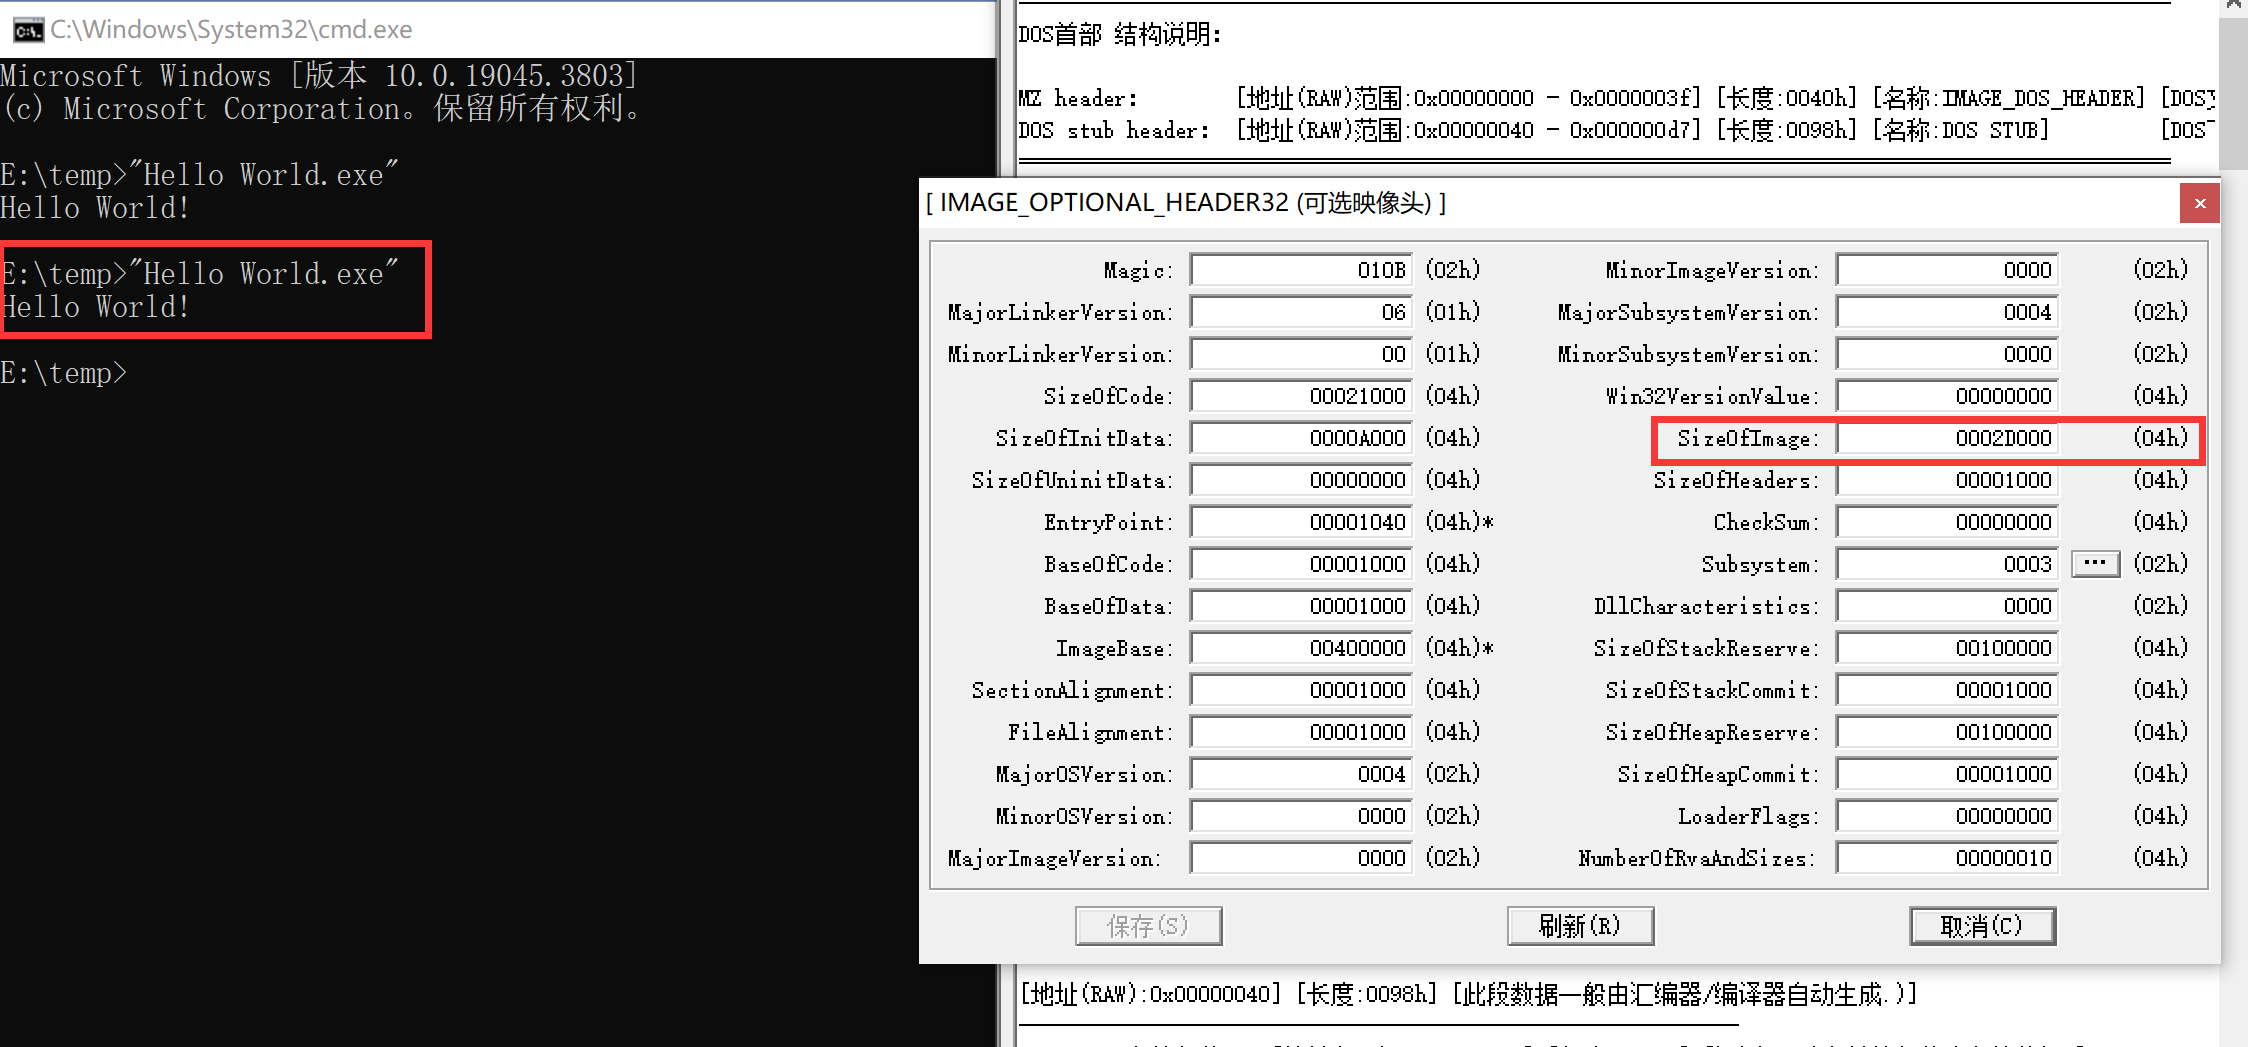 C:\Windows\System32\cmd.exe
Microsoft Windows [版本 10.0.19045.3803]
(c) Microsoft Corporation。保留所有权利。
E:\temp>"Hello World.exe"
Hello World!
E:\temp>"Hello World.exe"
Hello World!
E:\temp>
DOS首部 结构说明:
MZ header: [地址(RAW)范围:0x00000000 - 0x0000003f] [长度:0040h] [名称:IMAGE_DOS_HEADER] [DOS
DOS stub header: [地址(RAW)范围:0x00000040 - 0x000000d7] [长度:0098h] [名称:DOS STUB] [DOS
[ IMAGE_OPTIONAL_HEADER32 (可选映像头) ]
Magic: 010B (02h) MinorImageVersion: 0000 (02h)
MajorLinkerVersion: 06 (01h) MajorSubsystemVersion: 0004 (02h)
MinorLinkerVersion: 00 (01h) MinorSubsystemVersion: 0000 (02h)
SizeOfCode: 00021000 (04h) Win32VersionValue: 00000000 (04h)
SizeOfInitData: 0000A000 (04h) SizeOfImage: 0002D000 (04h)
SizeOfUninitData: 00000000 (04h) SizeOfHeaders: 00001000 (04h)
EntryPoint: 00001040 (04h)* CheckSum: 00000000 (04h)
BaseOfCode: 00001000 (04h) Subsystem: 0003 ... (02h)
BaseOfData: 00001000 (04h) DllCharacteristics: 0000 (02h)
ImageBase: 00400000 (04h)* SizeOfStackReserve: 00100000 (04h)
SectionAlignment: 00001000 (04h) SizeOfStackCommit: 00001000 (04h)
FileAlignment: 00001000 (04h) SizeOfHeapReserve: 00100000 (04h)
MajorOSVersion: 0004 (02h) SizeOfHeapCommit: 00001000 (04h)
MinorOSVersion: 0000 (02h) LoaderFlags: 00000000 (04h)
MajorImageVersion: 0000 (02h) NumberOfRvaAndSizes: 00000010 (04h)
保存(S) 刷新(R) 取消(C)
[地址(RAW):0x00000040] [长度:0098h] [此段数据一般由汇编器/编译器自动生成.)]